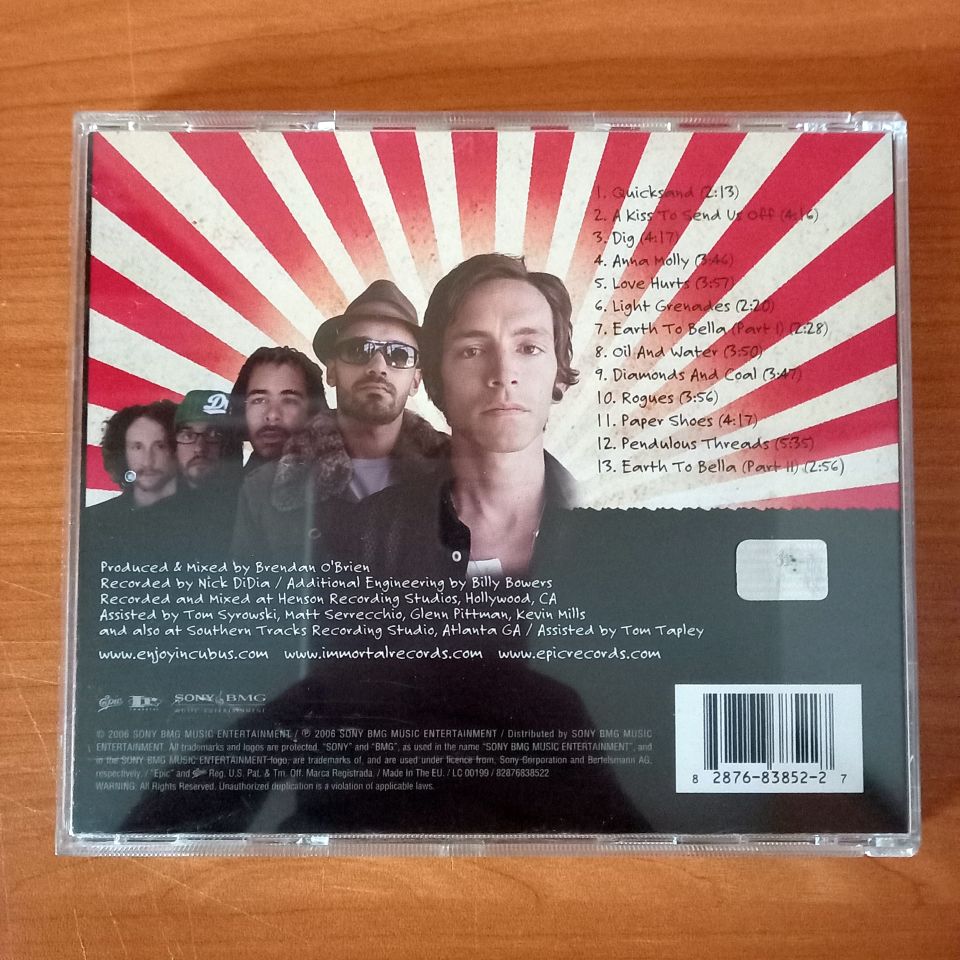 1. Quicksand (2:13)
2. A Kiss To Send Us Off (4:16)
3. Dig (4:17)
4. Anna Molly (3:46)
5. Love Hurts (3:57)
6. Light Grenades (2:20)
7. Earth To Bella (Part I) (2:28)
8. Oil And Water (3:50)
9. Diamonds And Coal (3:47)
10. Rogues (3:56)
11. Paper Shoes (4:17)
12. Pendulous Threads (5:35)
13. Earth To Bella (Part II) (2:56)
Produced & Mixed by Brendan O'Brien
Recorded by Nick DiDia / Additional Engineering by Billy Bowers
Recorded and Mixed at Henson Recording Studios, Hollywood, CA
Assisted by Tom Syrowski, Matt Serrecchio, Glenn Pittman, Kevin Mills
and also at Southern Tracks Recording Studio, Atlanta GA / Assisted by Tom Tapley
www.enjoyincubus.com www.immortalrecords.com www.epicrecords.com
Epic IR IMMORTAL SONY BMG
MUSIC ENTERTAINMENT
© 2006 SONY BMG MUSIC ENTERTAINMENT / ℗ 2006 SONY BMG MUSIC ENTERTAINMENT / Distributed by SONY BMG MUSIC
ENTERTAINMENT. All trademarks and logos are protected. "SONY" and "BMG", as used in the name "SONY BMG MUSIC ENTERTAINMENT", and
in the SONY BMG MUSIC ENTERTAINMENT logo, are trademarks of, and are used under licence from, Sony Corporation and Bertelsmann AG,
respectively. / "Epic" and Epic Reg. U.S. Pat. & Tm. Off. Marca Registrada. / Made In The EU. / LC 00199 / 82876838522
WARNING: All Rights Reserved. Unauthorized duplication is a violation of applicable laws.
8 2876-83852-2 7